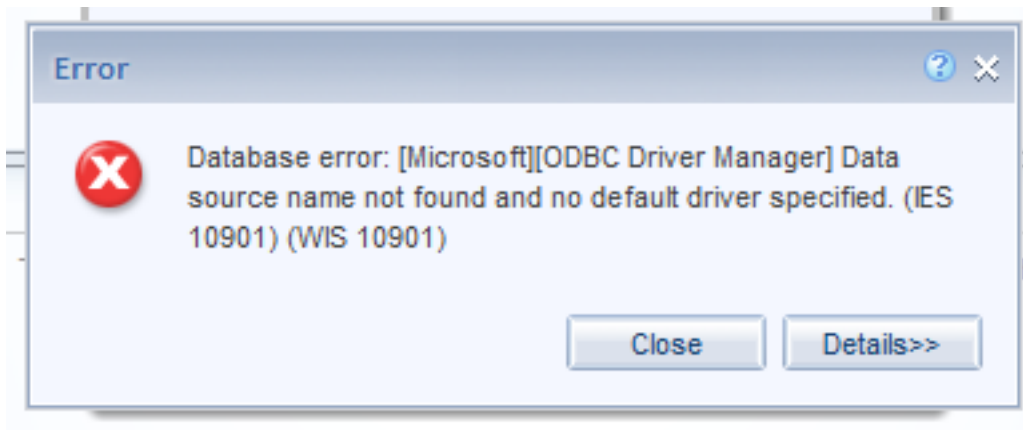 Error
Database error: [Microsoft][ODBC Driver Manager] Data
source name not found and no default driver specified. (IES
10901) (WIS 10901)
Close
Details>>